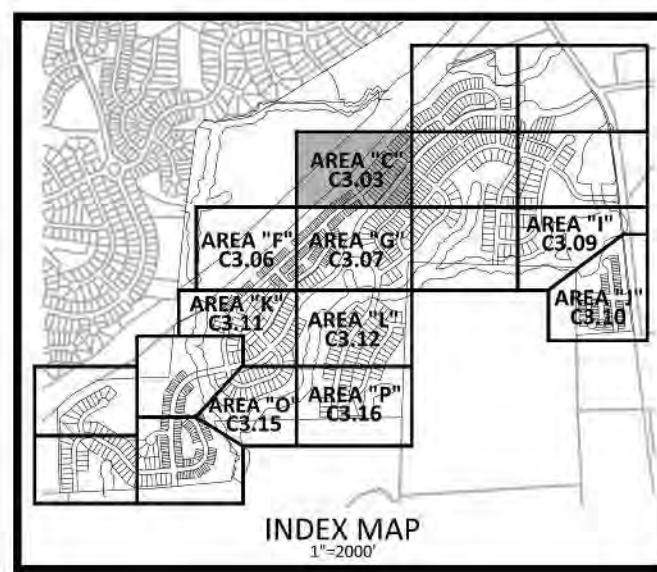 AREA "C"
C3.03
AREA "F"
C3.06
AREA "G"
C3.07
AREA "I"
C3.09
AREA "J"
C3.10
AREA "K"
C3.11
AREA "L"
C3.12
AREA "O"
C3.15
AREA "P"
C3.16
INDEX MAP
1"=2000'